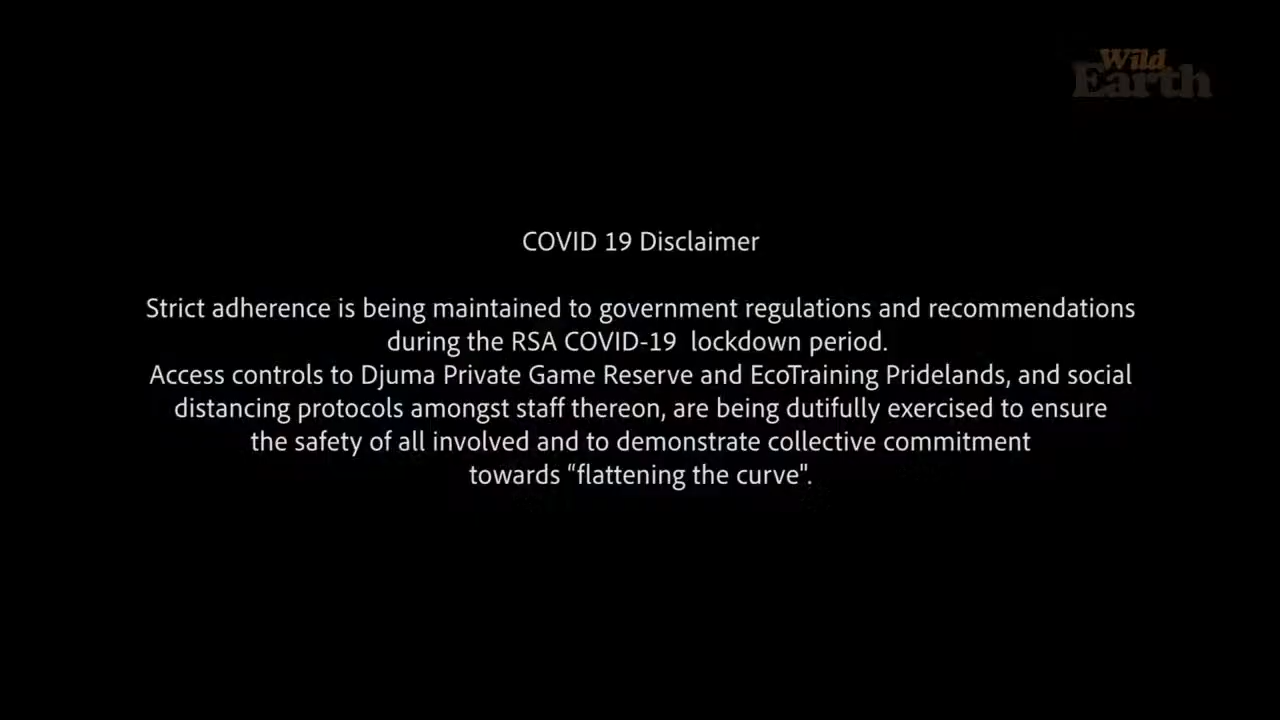 Wild
Earth
COVID 19 Disclaimer
Strict adherence is being maintained to government regulations and recommendations
during the RSA COVID-19  lockdown period.
Access controls to Djuma Private Game Reserve and EcoTraining Pridelands, and social
distancing protocols amongst staff thereon, are being dutifully exercised to ensure
the safety of all involved and to demonstrate collective commitment
towards “flattening the curve".